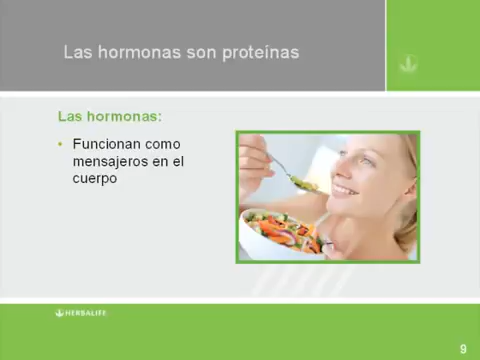 Las hormonas son proteínas
Las hormonas:
• Funcionan como
mensajeros en el
cuerpo
HERBALIFE
9